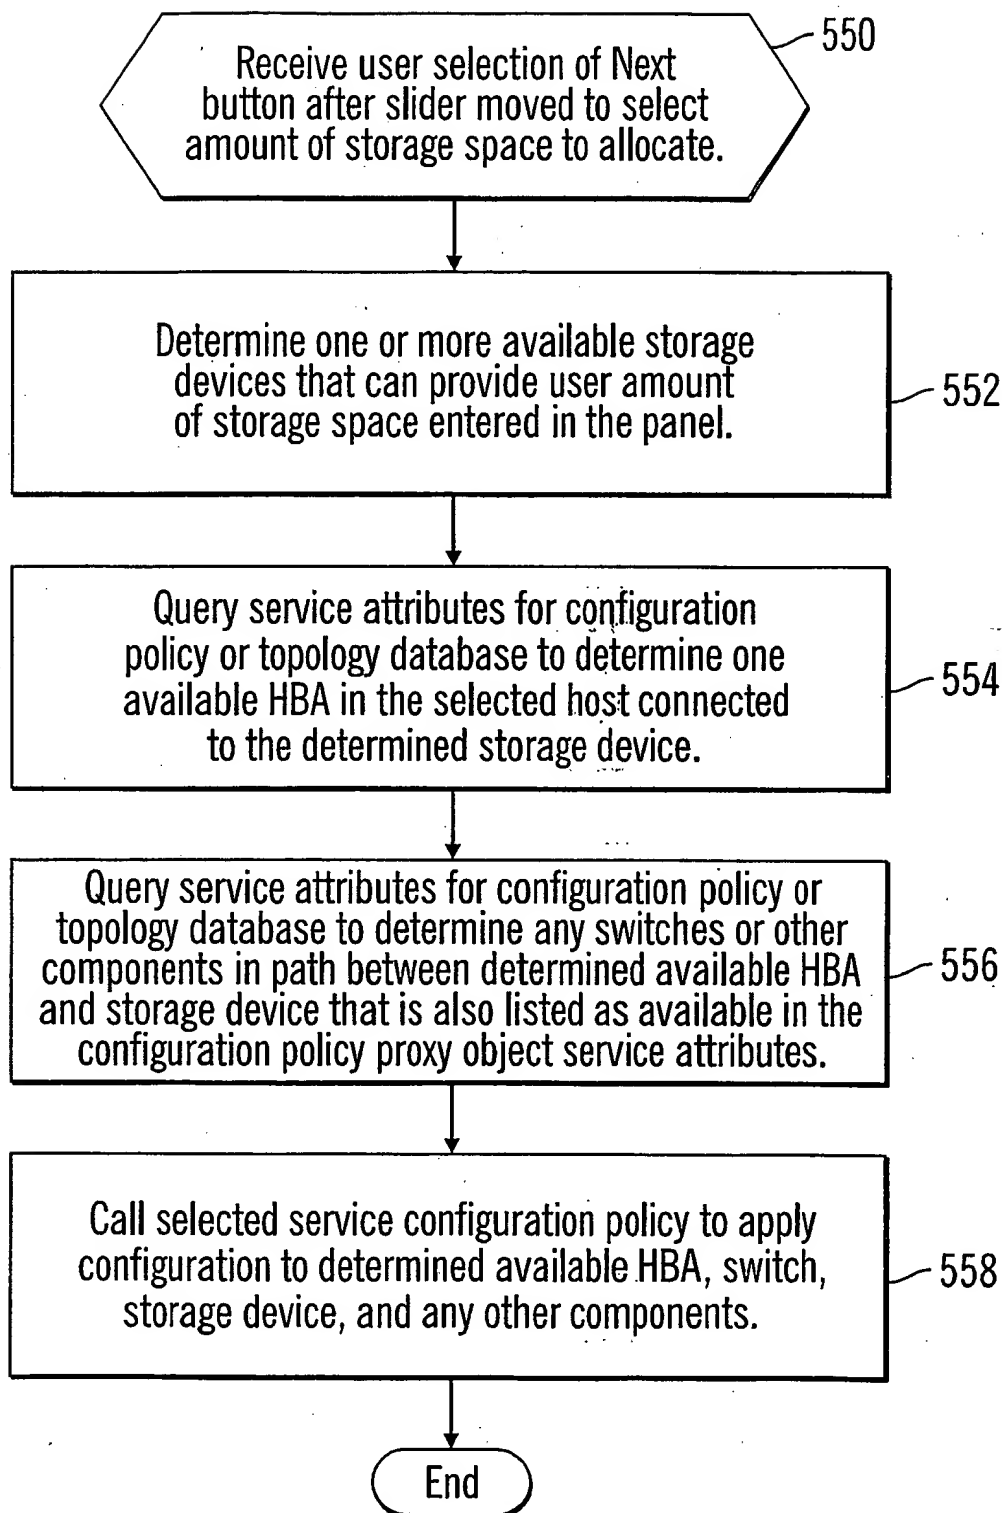 550
Receive user selection of Next
button after slider moved to select
amount of storage space to allocate.
Determine one or more available storage
devices that can provide user amount
of storage space entered in the panel.
552
Query service attributes for configuration
policy or topology database to determine one
available HBA in the selected host connected
to the determined storage device.
554
Query service attributes for configuration policy or
topology database to determine any switches or other
components in path between determined available HBA
and storage device that is also listed as available in the
configuration policy proxy object service attributes.
556
Call selected service configuration policy to apply
configuration to determined available HBA, switch,
storage device, and any other components.
558
End